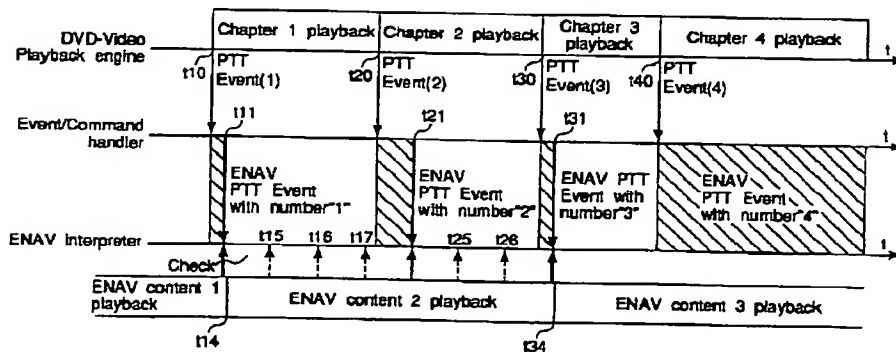 DVD-Video
Playback engine
Chapter 1 playback
Chapter 2 playback
Chapter 3
playback
Chapter 4 playback
t
t10
PTT
Event(1)
t20
PTT
Event(2)
t30
PTT
Event(3)
t40
PTT
Event(4)
t11
t21
t31
Event/Command
handler
t
ENAV
PTT Event
with number"1"
ENAV
PTT Event
with number"2"
ENAV PTT
Event with
number"3"
ENAV
PTT Event
with number"4"
ENAV interpreter
t15
t16
t17
t25
t26
t
Check
ENAV content 1
playback
ENAV content 2 playback
ENAV content 3 playback
t14
t34